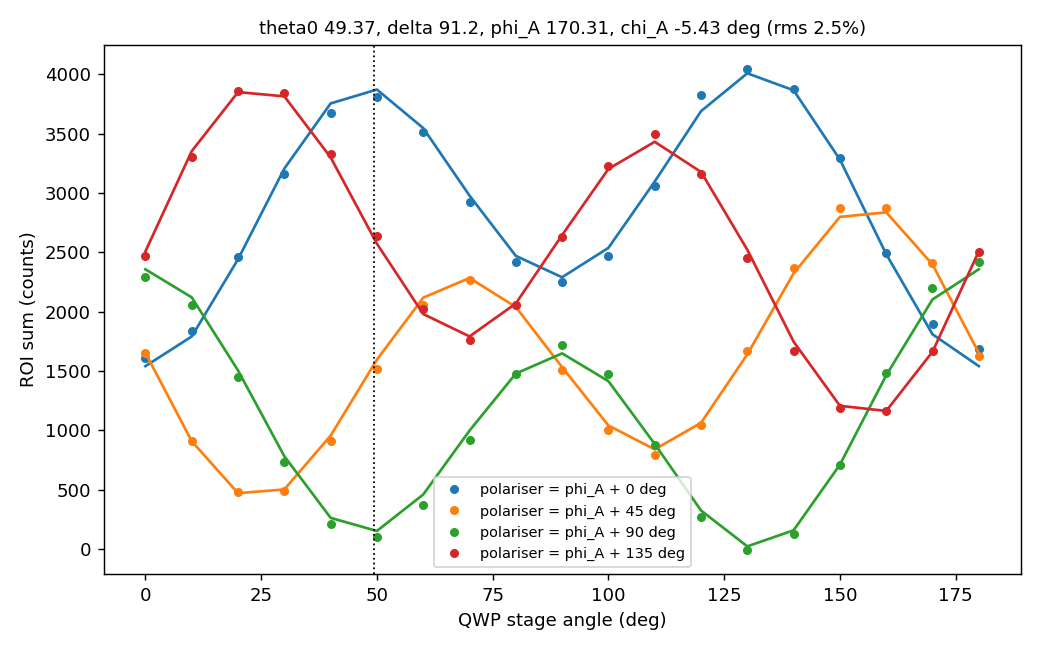 theta0 49.37, delta 91.2, phi_A 170.31, chi_A -5.43 deg (rms 2.5%)
ROI sum (counts)
4000
3500
3000
2500
2000
1500
1000
500
0
polariser = phi_A + 0 deg
polariser = phi_A + 45 deg
polariser = phi_A + 90 deg
polariser = phi_A + 135 deg
0 25 50 75 100 125 150 175
QWP stage angle (deg)